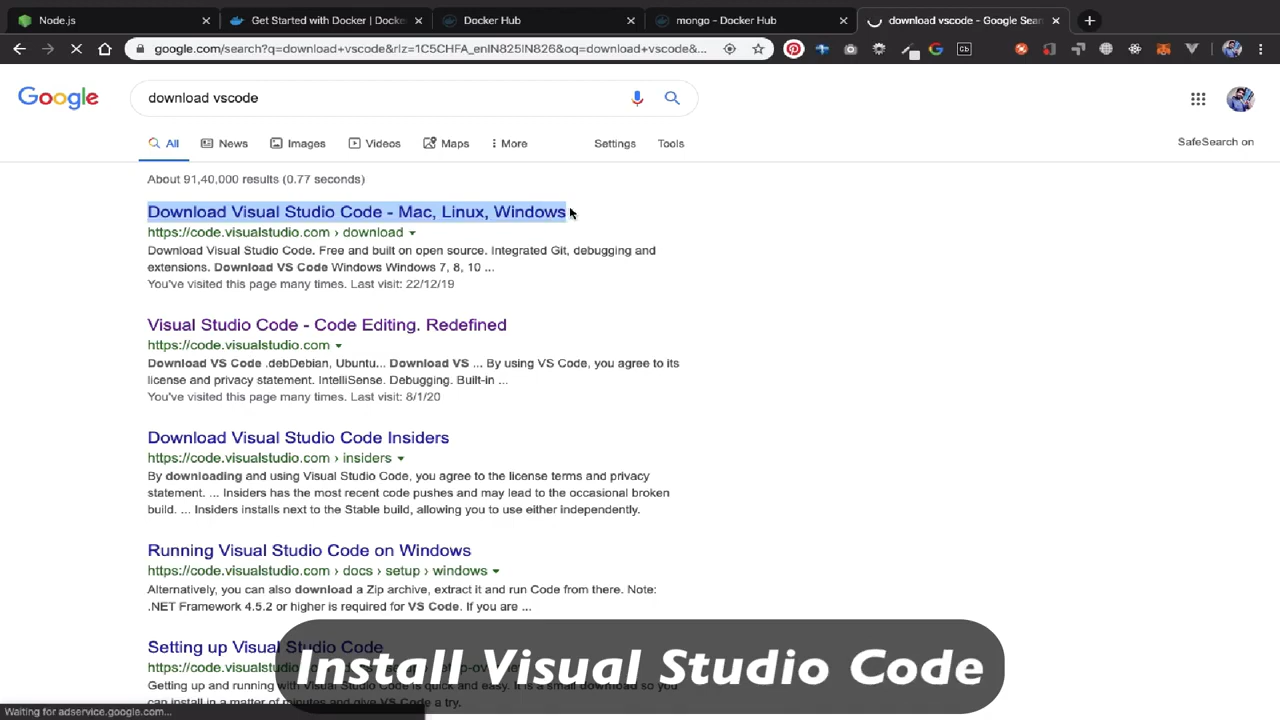 Node.js
Get Started with Docker | Docke
Docker Hub
mongo - Docker Hub
download vscode - Google Sear
google.com/search?q=download+vscode&rlz=1C5CHFA_enIN825IN826&oq=download+vscode&...
Google
download vscode
All
News
Images
Videos
Maps
More
Settings
Tools
SafeSearch on
About 91,40,000 results (0.77 seconds)
Download Visual Studio Code - Mac, Linux, Windows
https://code.visualstudio.com › download
Download Visual Studio Code. Free and built on open source. Integrated Git, debugging and
extensions. Download VS Code Windows Windows 7, 8, 10 ...
You've visited this page many times. Last visit: 22/12/19
Visual Studio Code - Code Editing. Redefined
https://code.visualstudio.com
Download VS Code .debDebian, Ubuntu... Download VS ... By using VS Code, you agree to its
license and privacy statement. IntelliSense. Debugging. Built-in ...
You've visited this page many times. Last visit: 8/1/20
Download Visual Studio Code Insiders
https://code.visualstudio.com › insiders
By downloading and using Visual Studio Code, you agree to the license terms and privacy
statement. ... Insiders has the most recent code pushes and may lead to the occasional broken
build. ... Insiders installs next to the Stable build, allowing you to use either independently.
Running Visual Studio Code on Windows
https://code.visualstudio.com › docs › setup › windows
Alternatively, you can also download a Zip archive, extract it and run Code from there. Note:
.NET Framework 4.5.2 or higher is required for VS Code. If you are ...
Setting up Visual Studio Code
https://code.visualstudio.com
Install Visual Studio Code
Getting up and running with Visual Studio Code is quick and easy. It is a small download so you
can install in a matter of minutes and give VS Code a try.
Waiting for adservice.google.com...